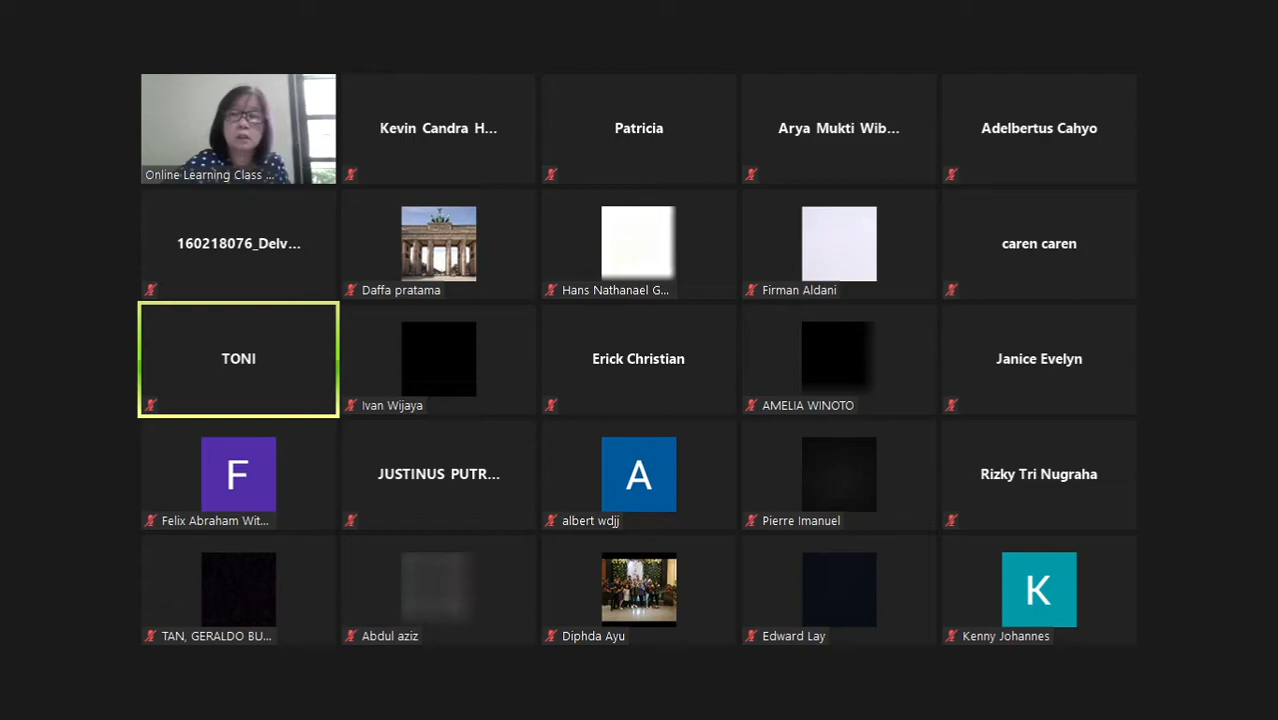 Online Learning Class ...
Kevin Candra H...
Patricia
Arya Mukti Wib...
Adelbertus Cahyo
160218076_Delv...
Daffa pratama
Hans Nathanael G...
Firman Aldani
caren caren
TONI
Ivan Wijaya
Erick Christian
AMELIA WINOTO
Janice Evelyn
F
Felix Abraham Wit...
JUSTINUS PUTR...
A
albert wdjj
Pierre Imanuel
Rizky Tri Nugraha
TAN, GERALDO BU...
Abdul aziz
Diphda Ayu
Edward Lay
K
Kenny Johannes